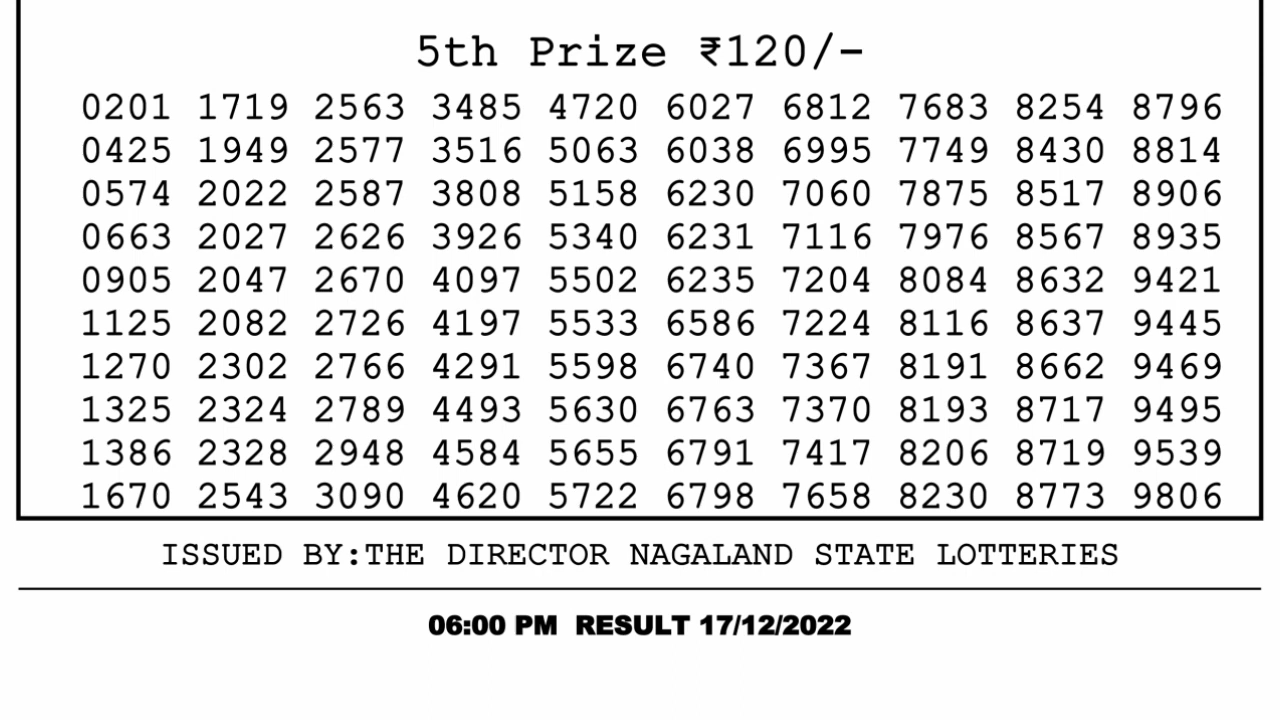 5th Prize ₹120/-
0201 1719 2563 3485 4720 6027 6812 7683 8254 8796
0425 1949 2577 3516 5063 6038 6995 7749 8430 8814
0574 2022 2587 3808 5158 6230 7060 7875 8517 8906
0663 2027 2626 3926 5340 6231 7116 7976 8567 8935
0905 2047 2670 4097 5502 6235 7204 8084 8632 9421
1125 2082 2726 4197 5533 6586 7224 8116 8637 9445
1270 2302 2766 4291 5598 6740 7367 8191 8662 9469
1325 2324 2789 4493 5630 6763 7370 8193 8717 9495
1386 2328 2948 4584 5655 6791 7417 8206 8719 9539
1670 2543 3090 4620 5722 6798 7658 8230 8773 9806
ISSUED BY:THE DIRECTOR NAGALAND STATE LOTTERIES
06:00 PM RESULT 17/12/2022